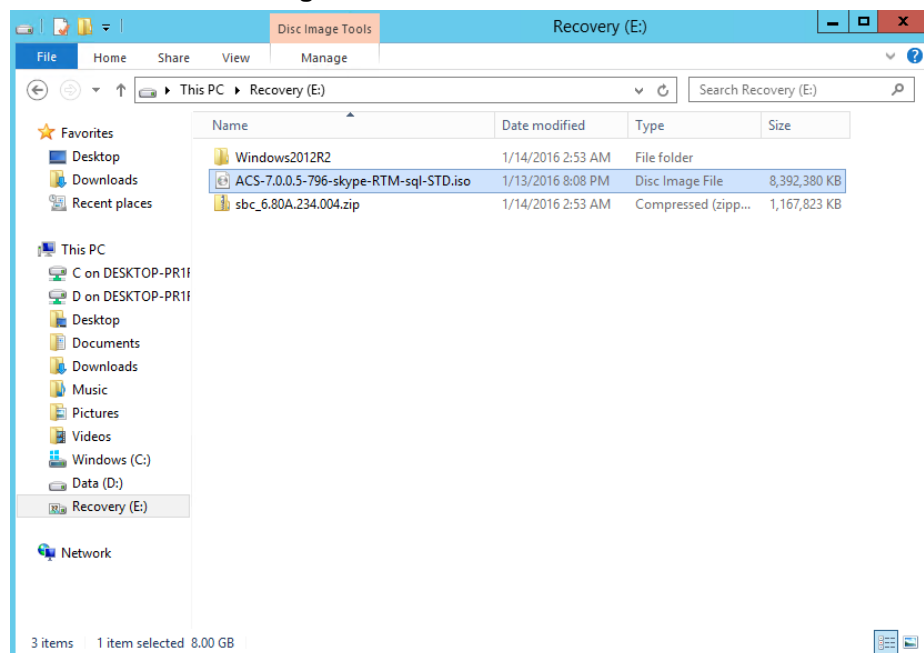 Disc Image Tools
Recovery (E:)
File Home Share View Manage
This PC Recovery (E:)
Search Recovery (E:)
Name Date modified Type Size
Windows2012R2 1/14/2016 2:53 AM File folder
ACS-7.0.0.5-796-skype-RTM-sql-STD.iso 1/13/2016 8:08 PM Disc Image File 8,392,380 KB
sbc_6.80A.234.004.zip 1/14/2016 2:53 AM Compressed (zipp... 1,167,823 KB
Favorites
Desktop
Downloads
Recent places
This PC
C on DESKTOP-PR1F
D on DESKTOP-PR1F
Desktop
Documents
Downloads
Music
Pictures
Videos
Windows (C:)
Data (D:)
Recovery (E:)
Network
3 items 1 item selected 8.00 GB